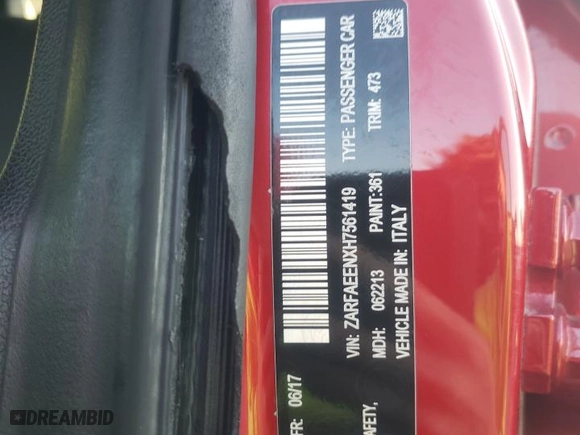 FR: 06/17
VIN: ZARFAEENXH7561419 TYPE: PASSENGER CAR
MDH: 062213 PAINT:361 TRIM: 473
AFETY, VEHICLE MADE IN: ITALY
DREAMBID